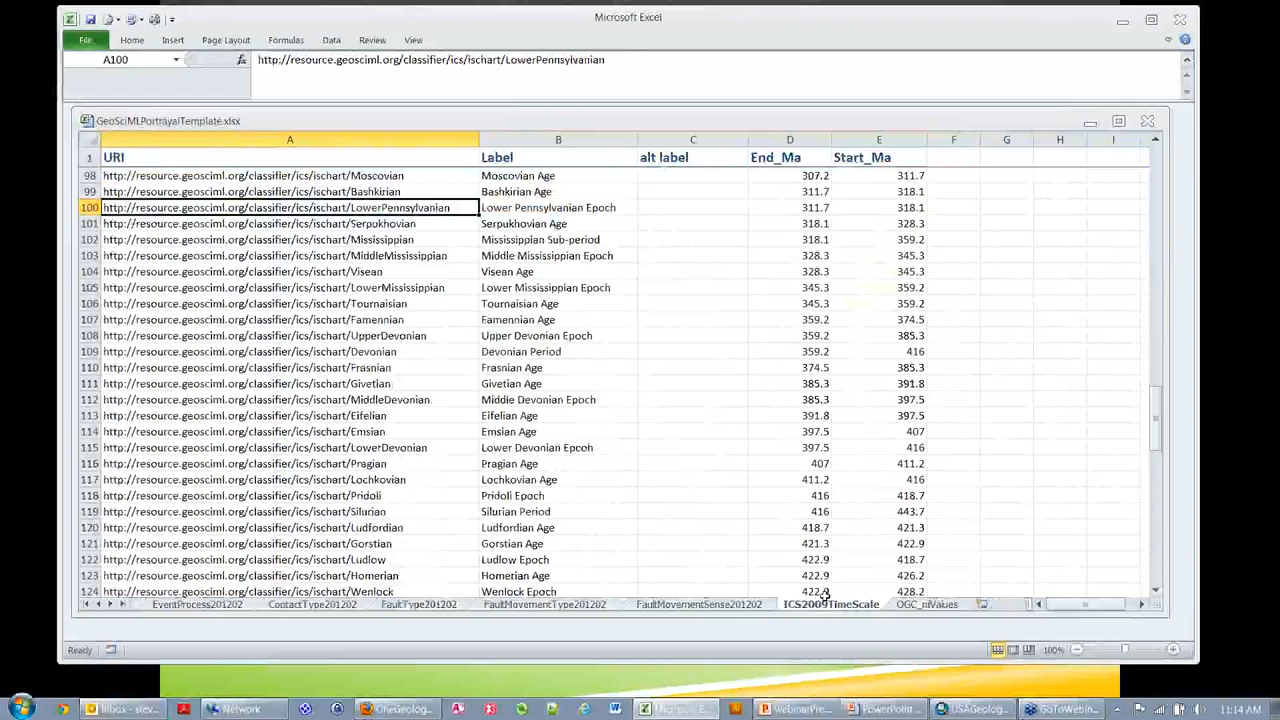 Microsoft Excel
File Home Insert Page Layout Formulas Data Review View
A100 fx http://resource.geosciml.org/classifier/ics/ischart/LowerPennsylvanian
GeoSciMLPortrayalTemplate.xlsx
A B C D E F G H I
1 URI Label alt label End_Ma Start_Ma
98 http://resource.geosciml.org/classifier/ics/ischart/Moscovian Moscovian Age 307.2 311.7
99 http://resource.geosciml.org/classifier/ics/ischart/Bashkirian Bashkirian Age 311.7 318.1
100 http://resource.geosciml.org/classifier/ics/ischart/LowerPennsylvanian Lower Pennsylvanian Epoch 311.7 318.1
101 http://resource.geosciml.org/classifier/ics/ischart/Serpukhovian Serpukhovian Age 318.1 328.3
102 http://resource.geosciml.org/classifier/ics/ischart/Mississippian Mississippian Sub-period 318.1 359.2
103 http://resource.geosciml.org/classifier/ics/ischart/MiddleMississippian Middle Mississippian Epoch 328.3 345.3
104 http://resource.geosciml.org/classifier/ics/ischart/Visean Visean Age 328.3 345.3
105 http://resource.geosciml.org/classifier/ics/ischart/LowerMississippian Lower Mississippian Epoch 345.3 359.2
106 http://resource.geosciml.org/classifier/ics/ischart/Tournaisian Tournaisian Age 345.3 359.2
107 http://resource.geosciml.org/classifier/ics/ischart/Famennian Famennian Age 359.2 374.5
108 http://resource.geosciml.org/classifier/ics/ischart/UpperDevonian Upper Devonian Epoch 359.2 385.3
109 http://resource.geosciml.org/classifier/ics/ischart/Devonian Devonian Period 359.2 416
110 http://resource.geosciml.org/classifier/ics/ischart/Frasnian Frasnian Age 374.5 385.3
111 http://resource.geosciml.org/classifier/ics/ischart/Givetian Givetian Age 385.3 391.8
112 http://resource.geosciml.org/classifier/ics/ischart/MiddleDevonian Middle Devonian Epoch 385.3 397.5
113 http://resource.geosciml.org/classifier/ics/ischart/Eifelian Eifelian Age 391.8 397.5
114 http://resource.geosciml.org/classifier/ics/ischart/Emsian Emsian Age 397.5 407
115 http://resource.geosciml.org/classifier/ics/ischart/LowerDevonian Lower Devonian Epcoh 397.5 416
116 http://resource.geosciml.org/classifier/ics/ischart/Pragian Pragian Age 407 411.2
117 http://resource.geosciml.org/classifier/ics/ischart/Lochkovian Lochkovian Age 411.2 416
118 http://resource.geosciml.org/classifier/ics/ischart/Pridoli Pridoli Epoch 416 418.7
119 http://resource.geosciml.org/classifier/ics/ischart/Silurian Silurian Period 416 443.7
120 http://resource.geosciml.org/classifier/ics/ischart/Ludfordian Ludfordian Age 418.7 421.3
121 http://resource.geosciml.org/classifier/ics/ischart/Gorstian Gorstian Age 421.3 422.9
122 http://resource.geosciml.org/classifier/ics/ischart/Ludlow Ludlow Epoch 422.9 418.7
123 http://resource.geosciml.org/classifier/ics/ischart/Homerian Homerian Age 422.9 426.2
124 http://resource.geosciml.org/classifier/ics/ischart/Wenlock Wenlock Epoch 428.2
EventProcess201202 ContactType201202 FaultType201202 FaultMovementType201202 FaultMovementSense201202 ICS2009TimeScale OGC_nilValues
Ready 100%
Inbox - stev... Network OneGeolog... Microsoft E... WebinarPre... PowerPoint ... USAGeolog... GoToWebin... 11:14 AM